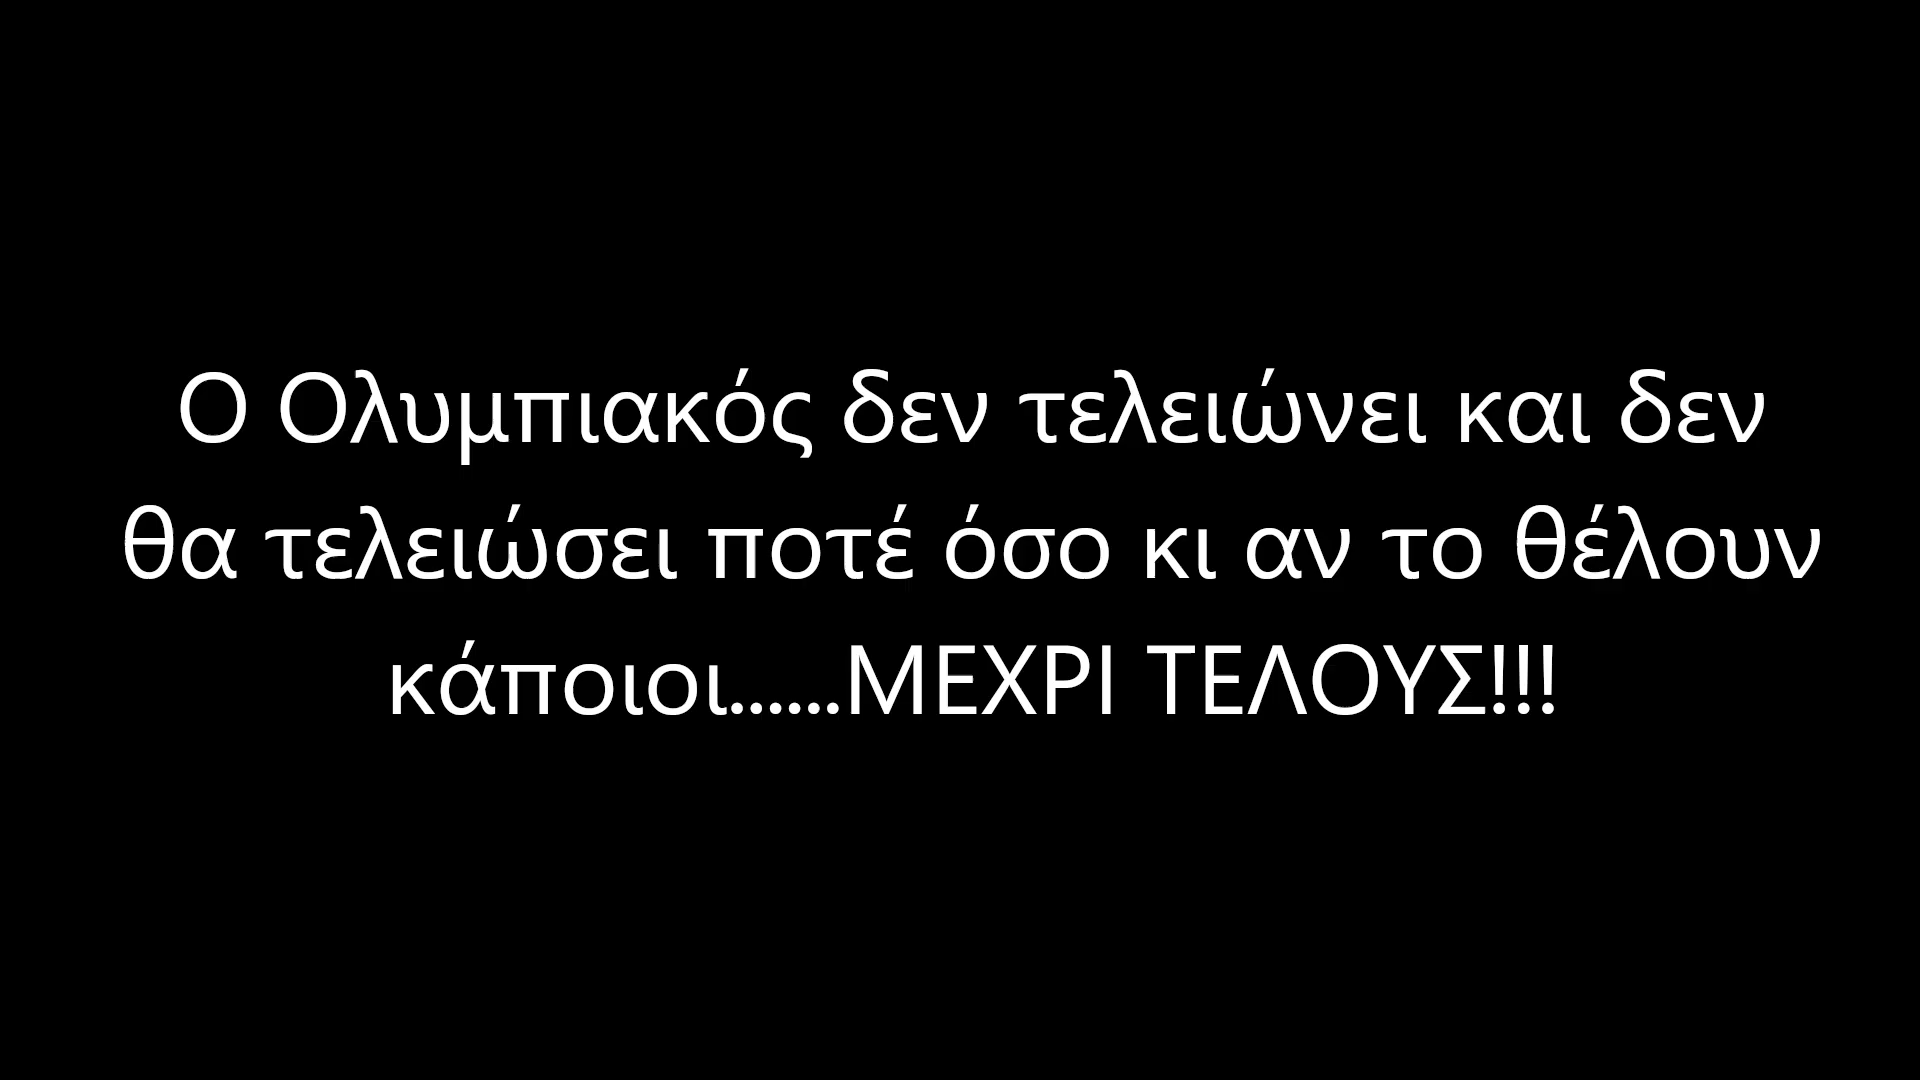 Ο Ολυμπιακός δεν τελειώνει και δεν
θα τελειώσει ποτέ όσο κι αν το θέλουν
κάποιοι......ΜΕΧΡΙ ΤΕΛΟΥΣ!!!